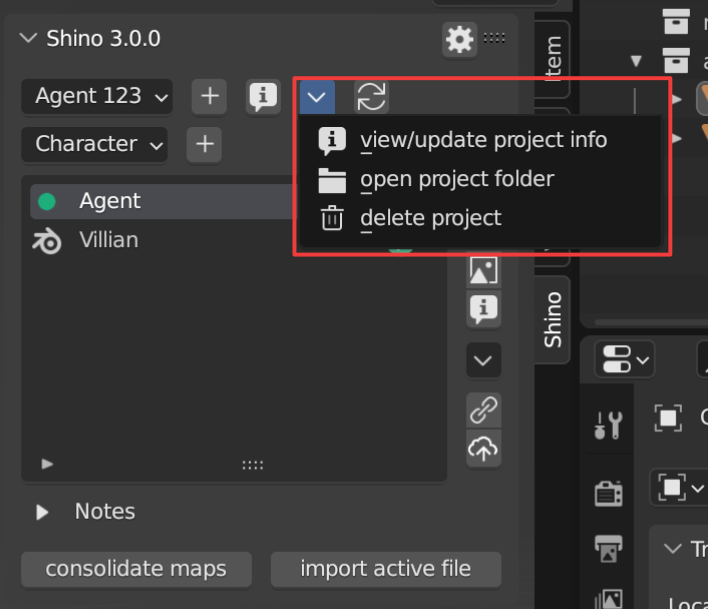 Shino 3.0.0
Agent 123
Item
view/update project info
Character
open project folder
Agent
delete project
Villian
Shino
Notes
consolidate maps
import active file